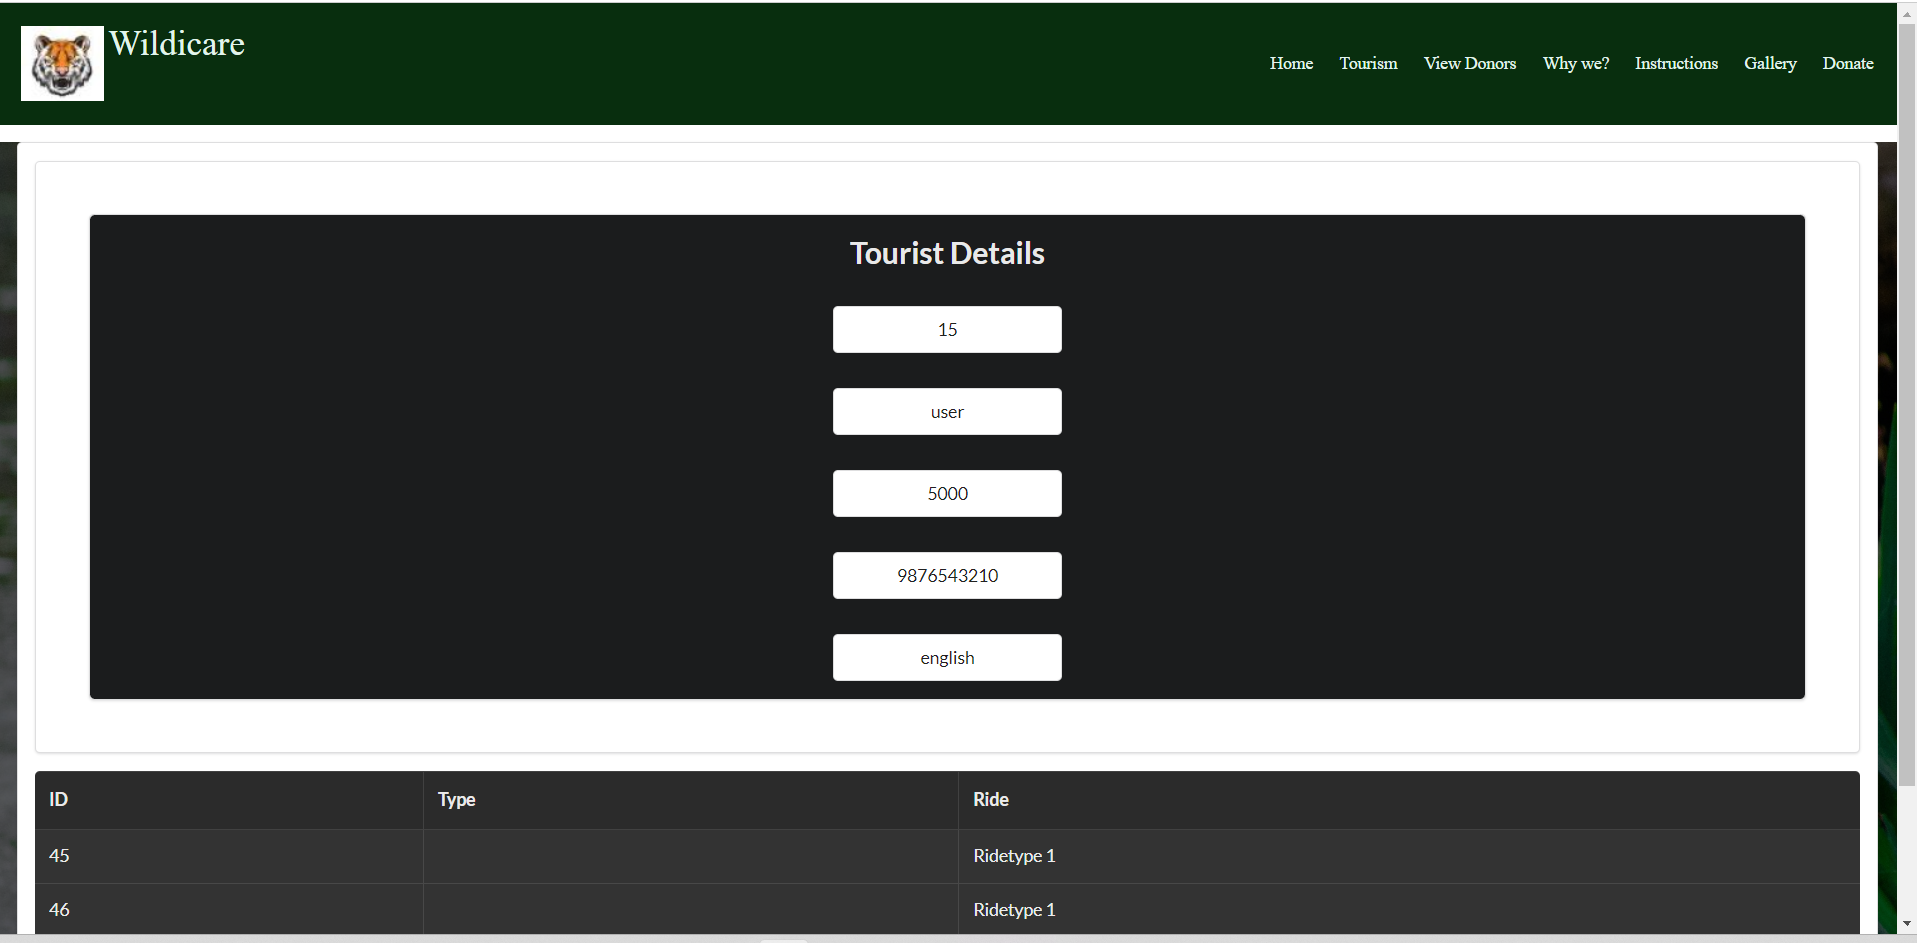 Wildicare
Home Tourism View Donors Why we? Instructions Gallery Donate
Tourist Details
15
user
5000
9876543210
english
ID Type Ride
45 Ridetype 1
46 Ridetype 1